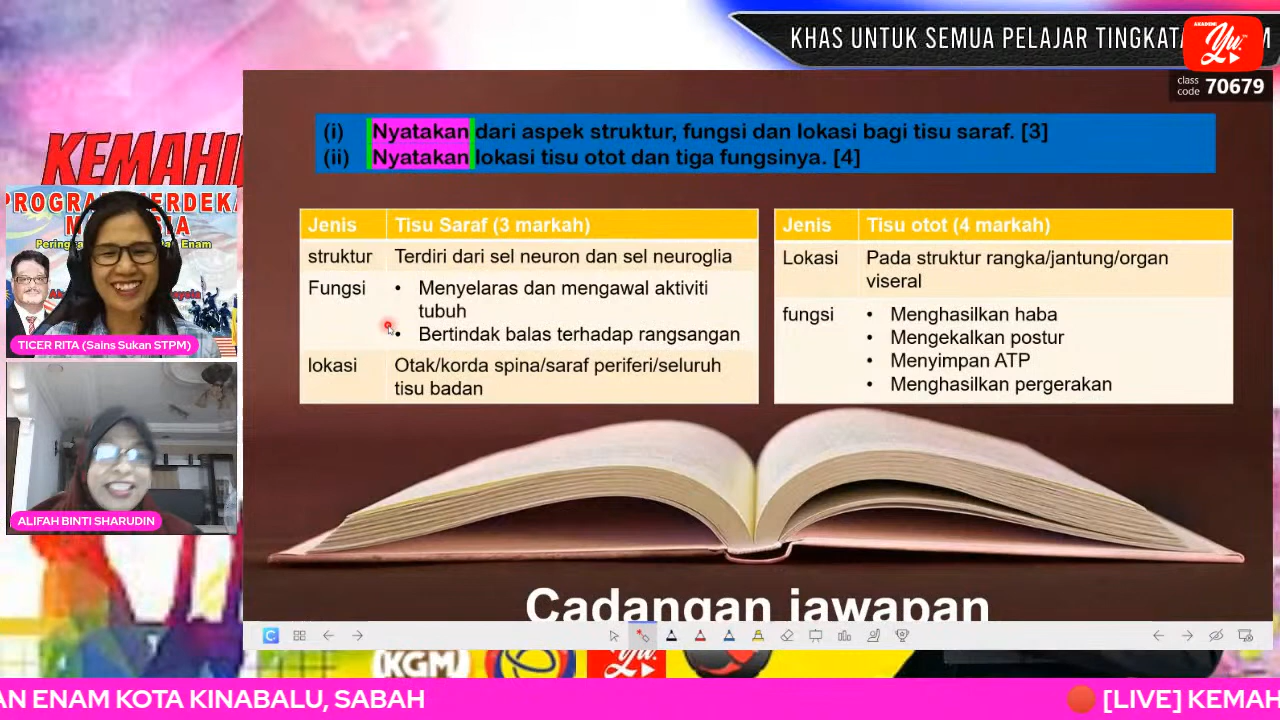 KHAS UNTUK SEMUA PELAJAR
AKADEMI
Yu
class
code 70679
KEMAHI
(i) Nyatakan dari aspek struktur, fungsi dan lokasi bagi tisu saraf. [3]
(ii) Nyatakan lokasi tisu otot dan tiga fungsinya. [4]
TICER RITA (Sains Sukan STPM)
ALIFAH BINTI SHARUDIN
Jenis Tisu Saraf (3 markah)
struktur Terdiri dari sel neuron dan sel neuroglia
Fungsi • Menyelaras dan mengawal aktiviti
tubuh
• Bertindak balas terhadap rangsangan
lokasi Otak/korda spina/saraf periferi/seluruh
tisu badan
Jenis Tisu otot (4 markah)
Lokasi Pada struktur rangka/jantung/organ
viseral
fungsi • Menghasilkan haba
• Mengekalkan postur
• Menyimpan ATP
• Menghasilkan pergerakan
Cadangan jawapan
KGM
AN ENAM KOTA KINABALU, SABAH
[LIVE] KEMAH